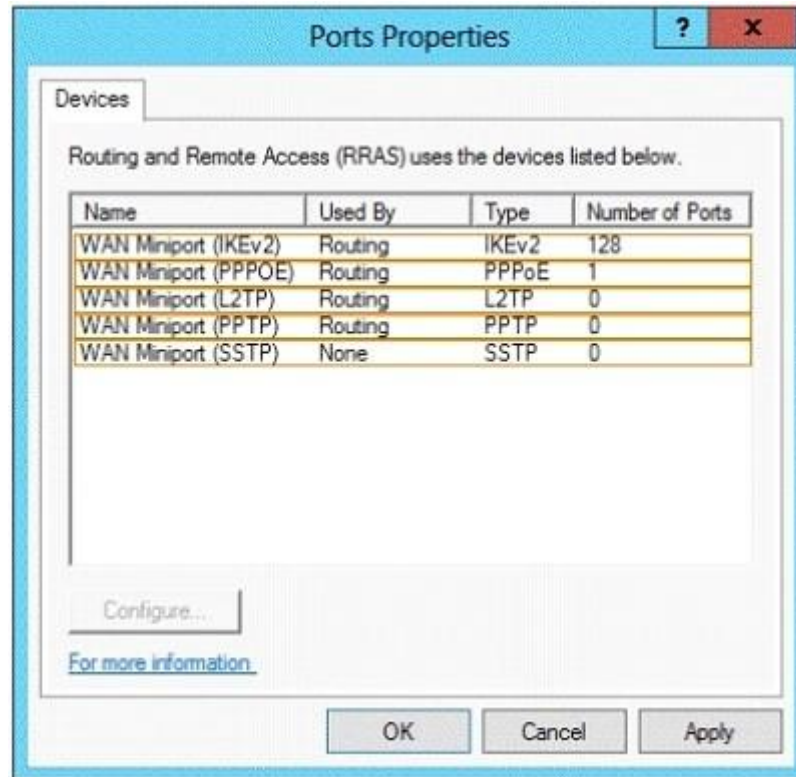 Ports Properties
? x
Devices
Routing and Remote Access (RRAS) uses the devices listed below.
Name Used By Type Number of Ports
WAN Miniport (IKEv2) Routing IKEv2 128
WAN Miniport (PPPOE) Routing PPPoE 1
WAN Miniport (L2TP) Routing L2TP 0
WAN Miniport (PPTP) Routing PPTP 0
WAN Miniport (SSTP) None SSTP 0
Configure...
For more information
OK Cancel Apply